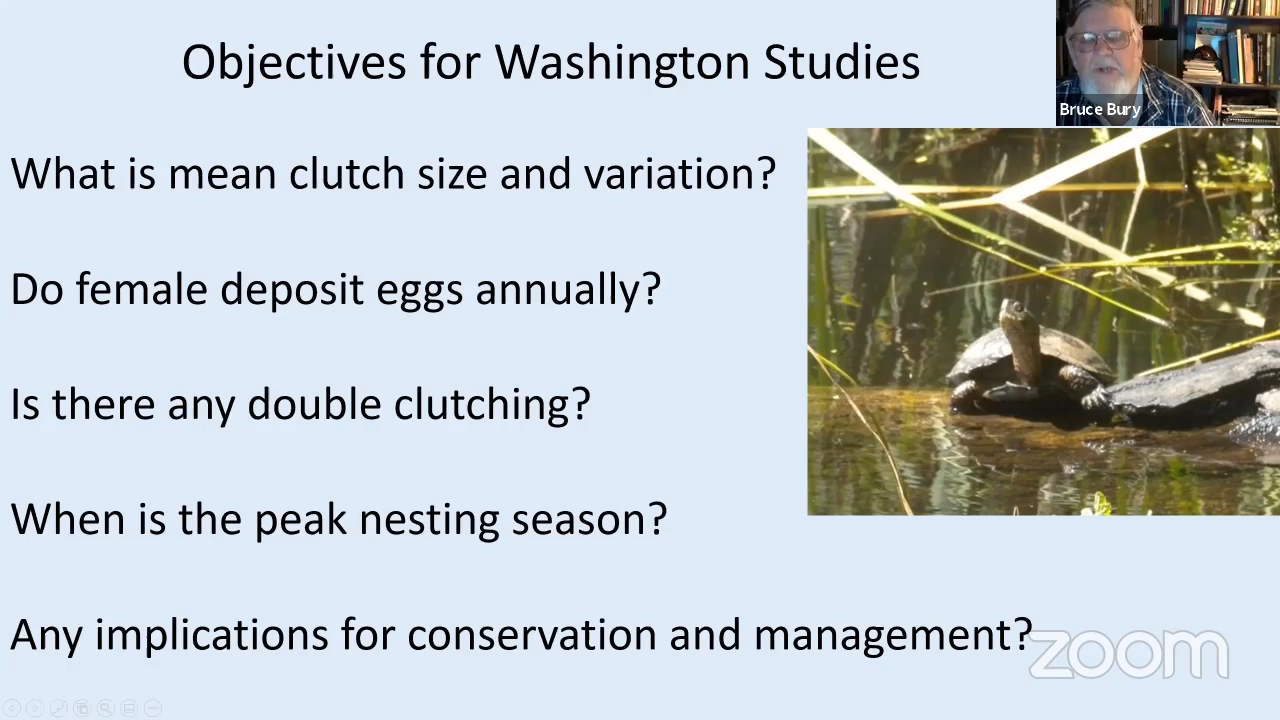 Objectives for Washington Studies
Bruce Bury
What is mean clutch size and variation?
Do female deposit eggs annually?
Is there any double clutching?
When is the peak nesting season?
Any implications for conservation and management?
zoom